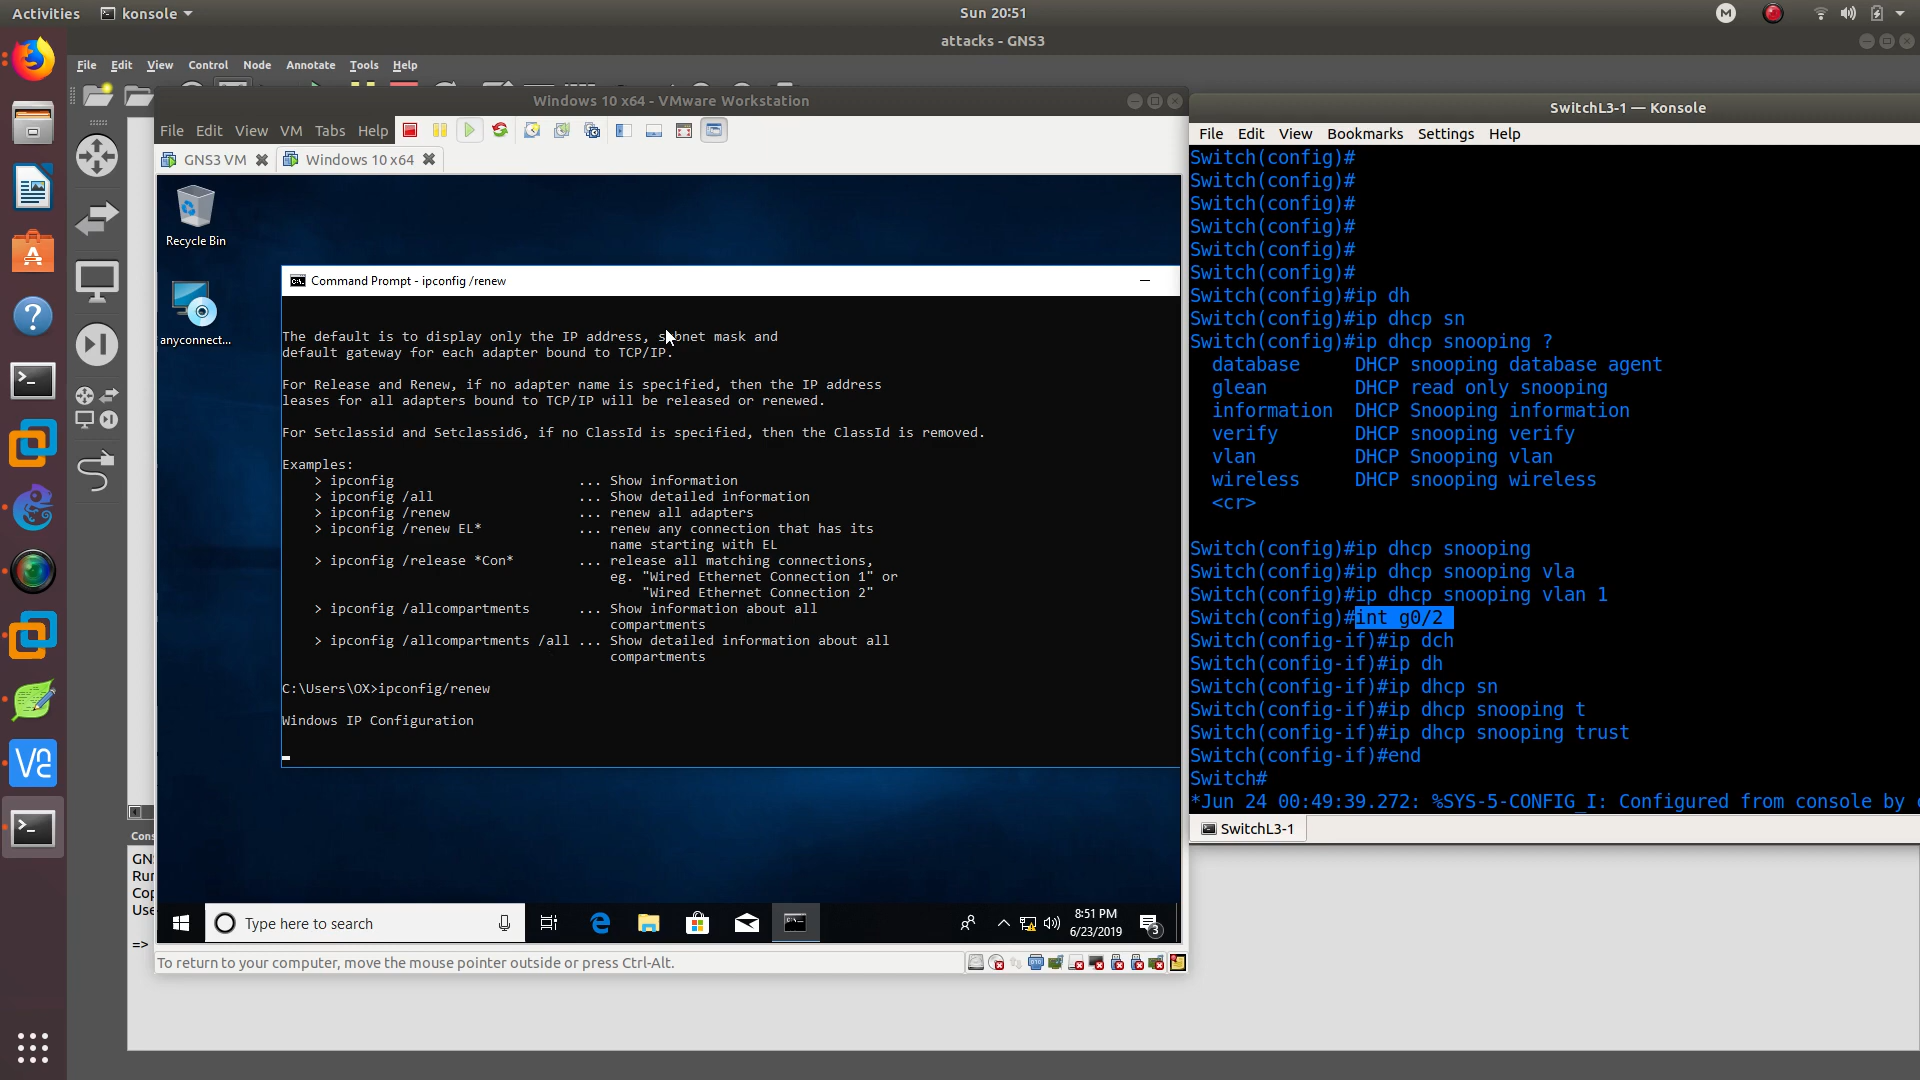 Activities
konsole
Sun 20:51
M
attacks - GNS3
File Edit View Control Node Annotate Tools Help
Windows 10 x64 - VMware Workstation
File Edit View VM Tabs Help
GNS3 VM
Windows 10 x64
Recycle Bin
anyconnect...
Command Prompt - ipconfig /renew
The default is to display only the IP address, subnet mask and
default gateway for each adapter bound to TCP/IP.
For Release and Renew, if no adapter name is specified, then the IP address
leases for all adapters bound to TCP/IP will be released or renewed.
For Setclassid and Setclassid6, if no ClassId is specified, then the ClassId is removed.
Examples:
> ipconfig ... Show information
> ipconfig /all ... Show detailed information
> ipconfig /renew ... renew all adapters
> ipconfig /renew EL* ... renew any connection that has its
name starting with EL
> ipconfig /release *Con* ... release all matching connections,
eg. "Wired Ethernet Connection 1" or
"Wired Ethernet Connection 2"
> ipconfig /allcompartments ... Show information about all
compartments
> ipconfig /allcompartments /all ... Show detailed information about all
compartments
C:\Users\OX>ipconfig/renew
Windows IP Configuration
Type here to search
8:51 PM
6/23/2019
3
To return to your computer, move the mouse pointer outside or press Ctrl-Alt.
SwitchL3-1 — Konsole
File Edit View Bookmarks Settings Help
Switch(config)#
Switch(config)#
Switch(config)#
Switch(config)#
Switch(config)#
Switch(config)#
Switch(config)#ip dh
Switch(config)#ip dhcp sn
Switch(config)#ip dhcp snooping ?
database DHCP snooping database agent
glean DHCP read only snooping
information DHCP Snooping information
verify DHCP snooping verify
vlan DHCP Snooping vlan
wireless DHCP snooping wireless
<cr>
Switch(config)#ip dhcp snooping
Switch(config)#ip dhcp snooping vla
Switch(config)#ip dhcp snooping vlan 1
Switch(config)#int g0/2
Switch(config-if)#ip dch
Switch(config-if)#ip dh
Switch(config-if)#ip dhcp sn
Switch(config-if)#ip dhcp snooping t
Switch(config-if)#ip dhcp snooping trust
Switch(config-if)#end
Switch#
*Jun 24 00:49:39.272: %SYS-5-CONFIG_I: Configured from console by
SwitchL3-1
Cons
GN
Rur
Cop
Use
=>